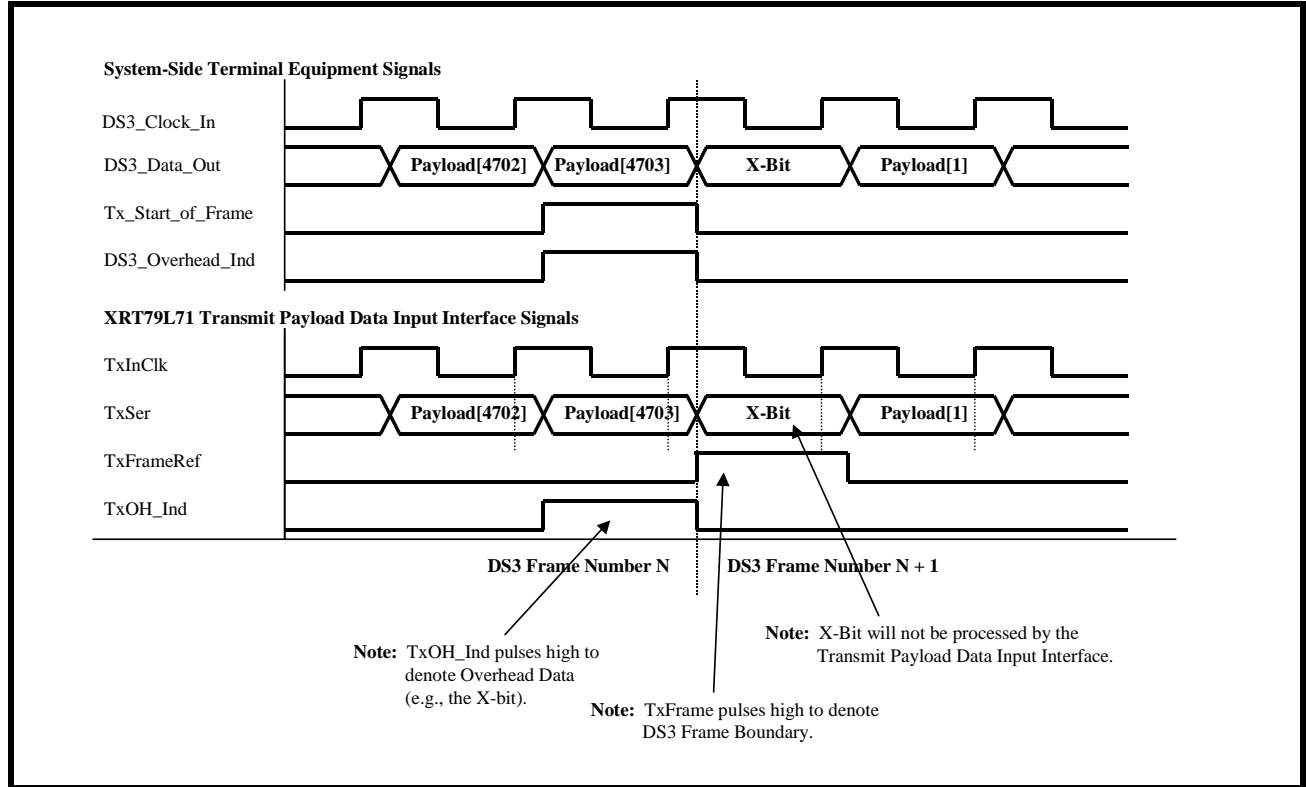 System-Side Terminal Equipment Signals
DS3_Clock_In
DS3_Data_Out
Payload[4702]
Payload[4703]
X-Bit
Payload[1]
Tx_Start_of_Frame
DS3_Overhead_Ind
XRT79L71 Transmit Payload Data Input Interface Signals
TxInClk
TxSer
Payload[4702]
Payload[4703]
X-Bit
Payload[1]
TxFrameRef
TxOH_Ind
DS3 Frame Number N
DS3 Frame Number N + 1
Note: X-Bit will not be processed by the
Transmit Payload Data Input Interface.
Note: TxOH_Ind pulses high to
denote Overhead Data
(e.g., the X-bit).
Note: TxFrame pulses high to denote
DS3 Frame Boundary.